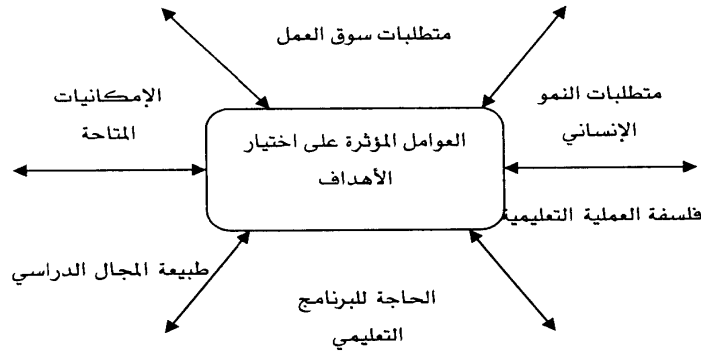 متطلبات سوق العمل
متطلبات النمو
الإنساني
الإمكانيات
المتاحة
العوامل المؤثرة على اختيار
الأهداف
فلسفة العملية التعليمية
طبيعة المجال الدراسي
الحاجة للبرنامج
التعليمي